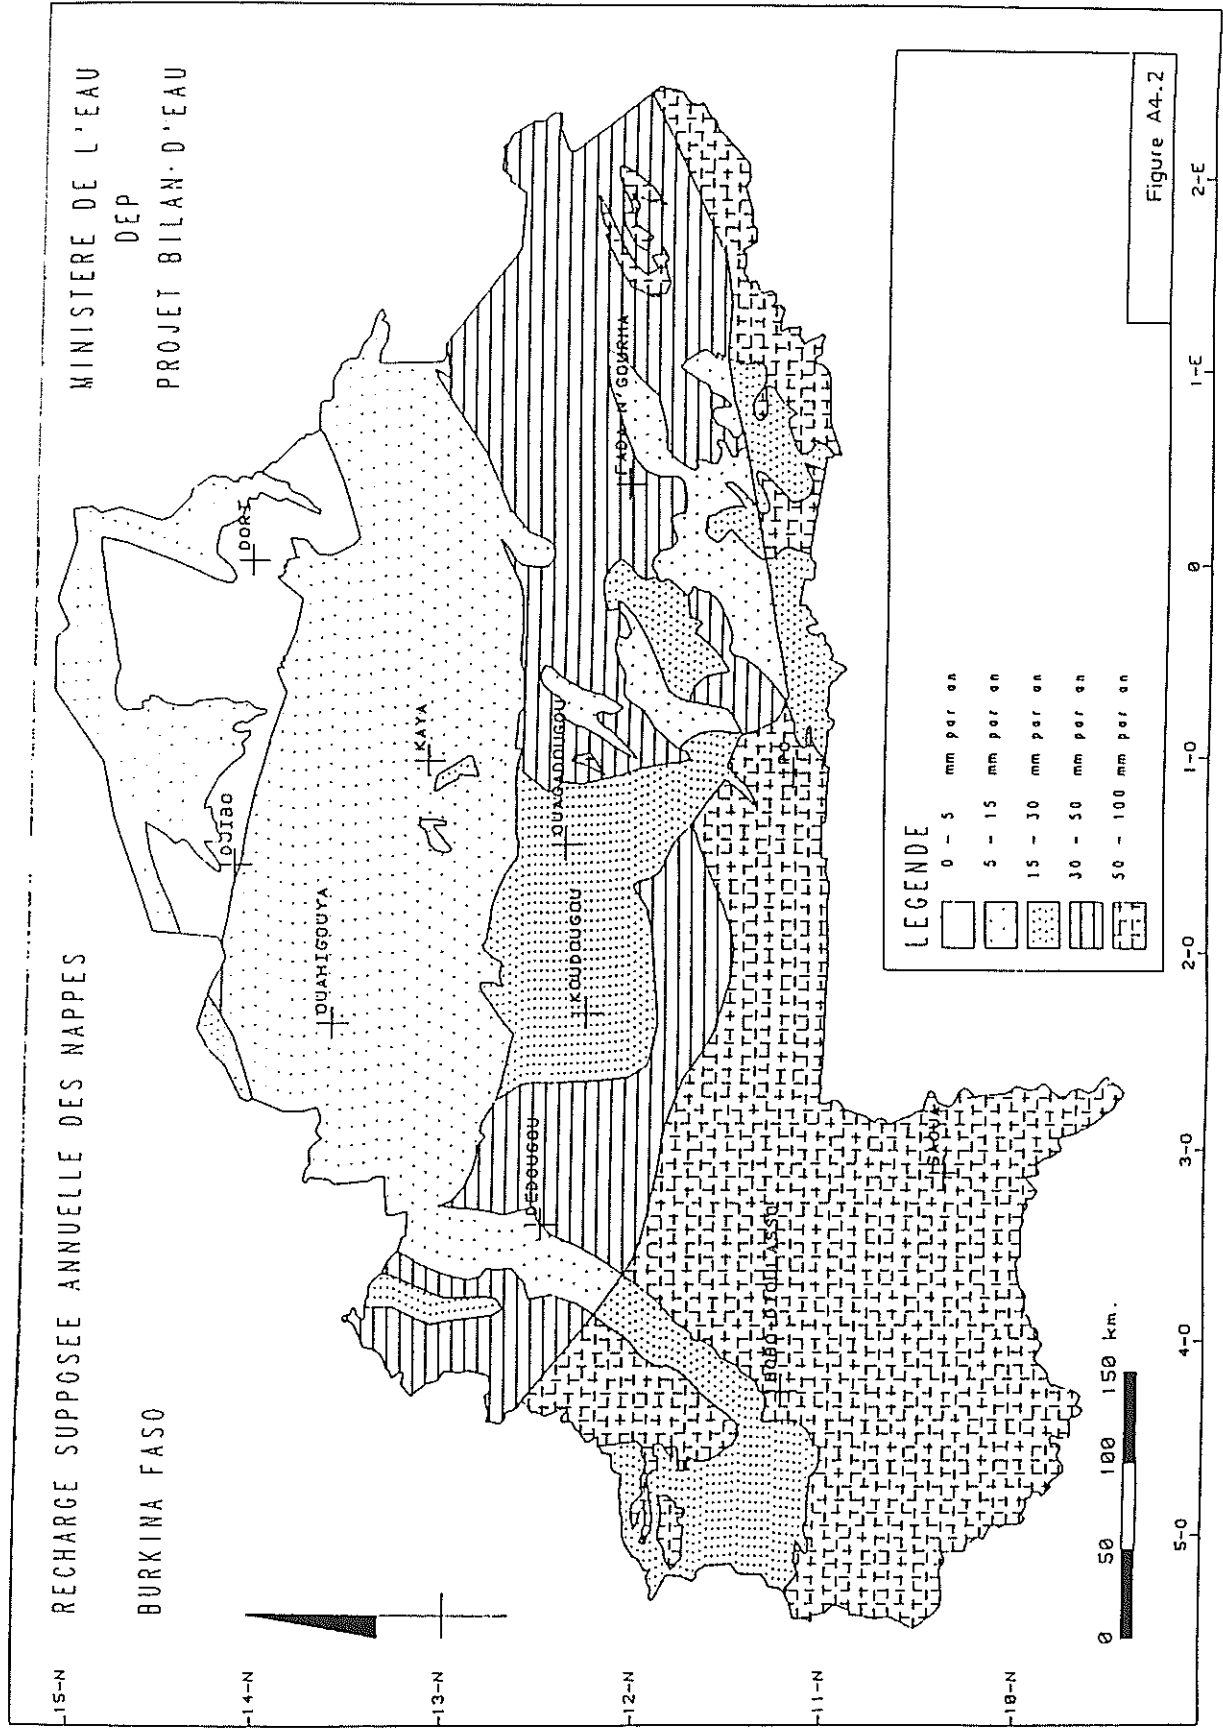 RECHARGE SUPPOSEE ANNUELLE DES NAPPES
BURKINA FASO
MINISTERE DE L'EAU
DEP
PROJET BILAN·D'EAU
15-N
14-N
13-N
12-N
11-N
10-N
DORI
DJIBO
OUAHIGOUYA
KAYA
DEDOUGOU
KOUDOUGOU
OUAGADOUGOU
FADA N'GOURMA
PO
BOBO-DIOULASSO
GAOUA
LEGENDE
0 - 5 mm par an
5 - 15 mm par an
15 - 30 mm par an
30 - 50 mm par an
50 - 100 mm par an
Figure A4.2
0 50 100 150 km.
5-O 4-O 3-O 2-O 1-O 0 1-E 2-E